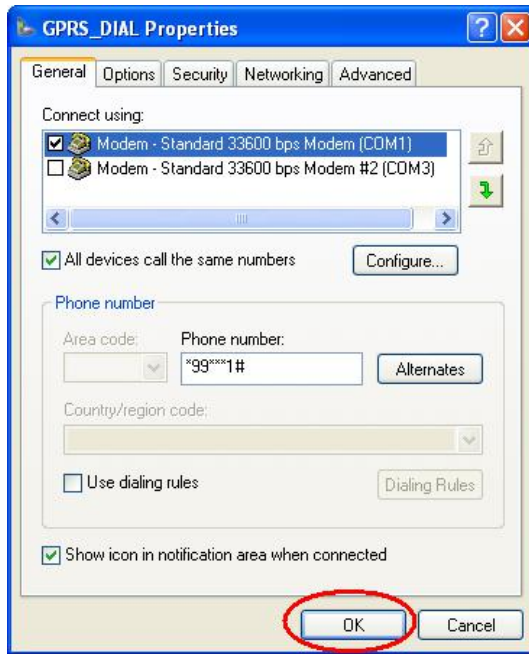 GPRS_DIAL Properties
General Options Security Networking Advanced
Connect using:
Modem - Standard 33600 bps Modem (COM1)
Modem - Standard 33600 bps Modem #2 (COM3)
All devices call the same numbers
Configure...
Phone number
Area code: Phone number:
*99***1#
Alternates
Country/region code:
Use dialing rules
Dialing Rules
Show icon in notification area when connected
OK Cancel